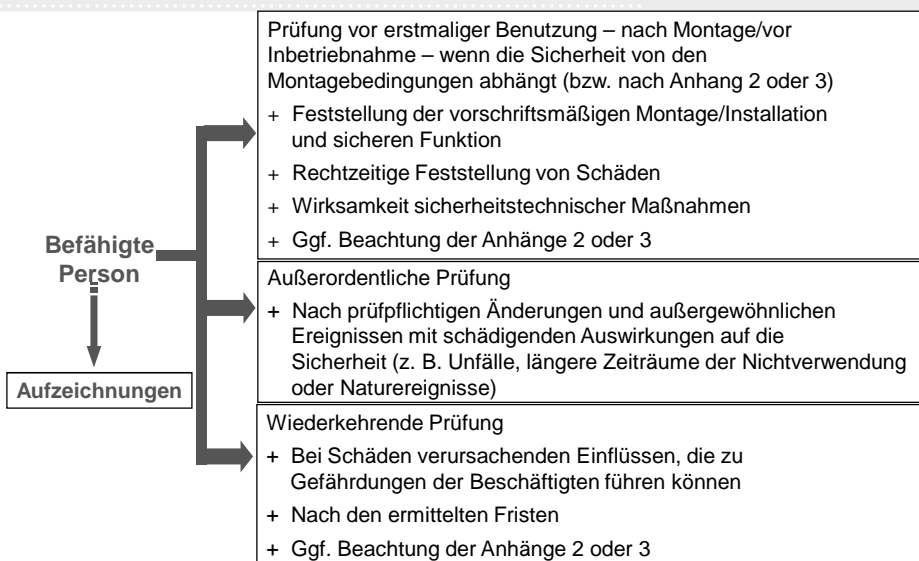 Prüfung vor erstmaliger Benutzung – nach Montage/vor
Inbetriebnahme – wenn die Sicherheit von den
Montagebedingungen abhängt (bzw. nach Anhang 2 oder 3)
+ Feststellung der vorschriftsmäßigen Montage/Installation
und sicheren Funktion
+ Rechtzeitige Feststellung von Schäden
+ Wirksamkeit sicherheitstechnischer Maßnahmen
+ Ggf. Beachtung der Anhänge 2 oder 3
Befähigte
Person
Aufzeichnungen
Außerordentliche Prüfung
+ Nach prüfpflichtigen Änderungen und außergewöhnlichen
Ereignissen mit schädigenden Auswirkungen auf die
Sicherheit (z. B. Unfälle, längere Zeiträume der Nichtverwendung
oder Naturereignisse)
Wiederkehrende Prüfung
+ Bei Schäden verursachenden Einflüssen, die zu
Gefährdungen der Beschäftigten führen können
+ Nach den ermittelten Fristen
+ Ggf. Beachtung der Anhänge 2 oder 3